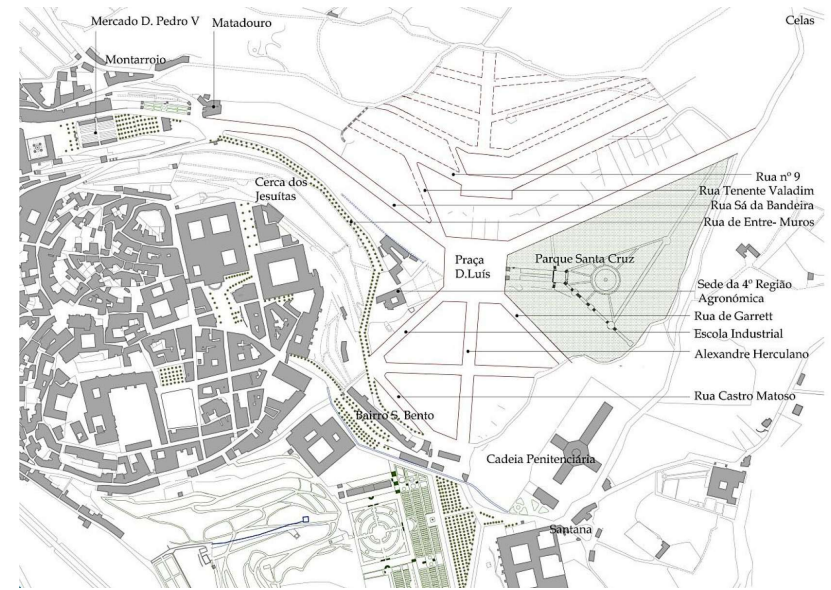 Mercado D. Pedro V
Matadouro
Celas
Montarroio
Cerca dos
Jesuítas
Rua nº 9
Rua Tenente Valadim
Rua Sá da Bandeira
Rua de Entre- Muros
Praça
D.Luís
Parque Santa Cruz
Sede da 4º Região
Agronómica
Rua de Garrett
Escola Industrial
Alexandre Herculano
Rua Castro Matoso
Bairro S. Bento
Cadeia Penitenciária
Santana